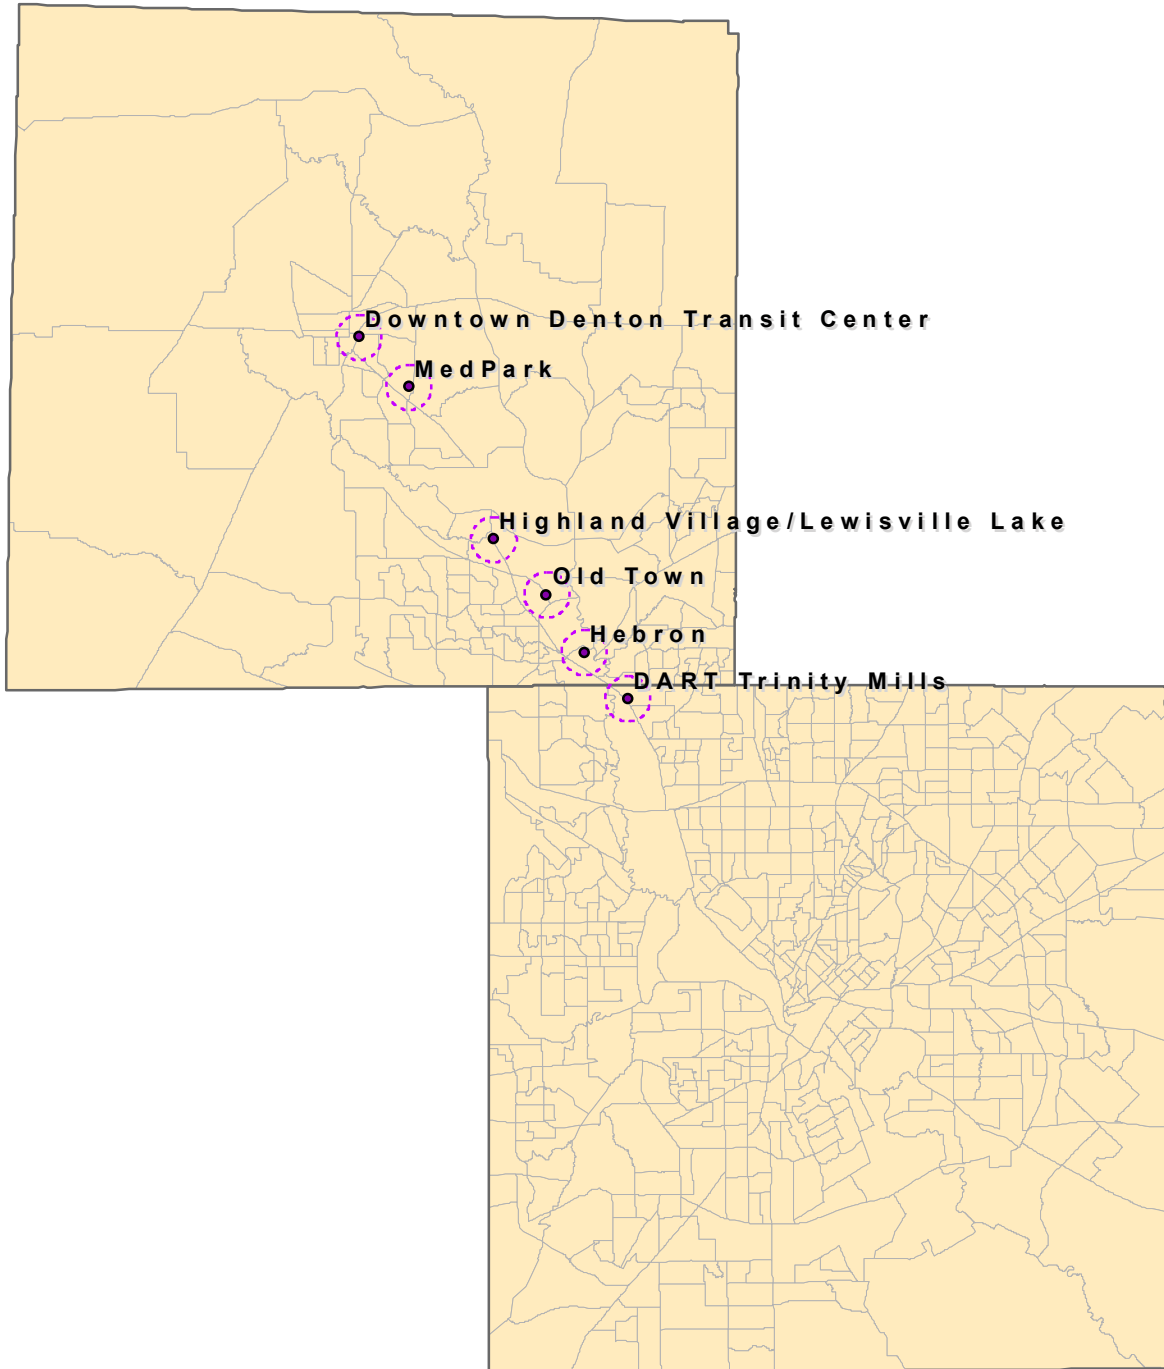 Downtown Denton Transit Center
MedPark
Highland Village/Lewisville Lake
Old Town
Hebron
DART Trinity Mills